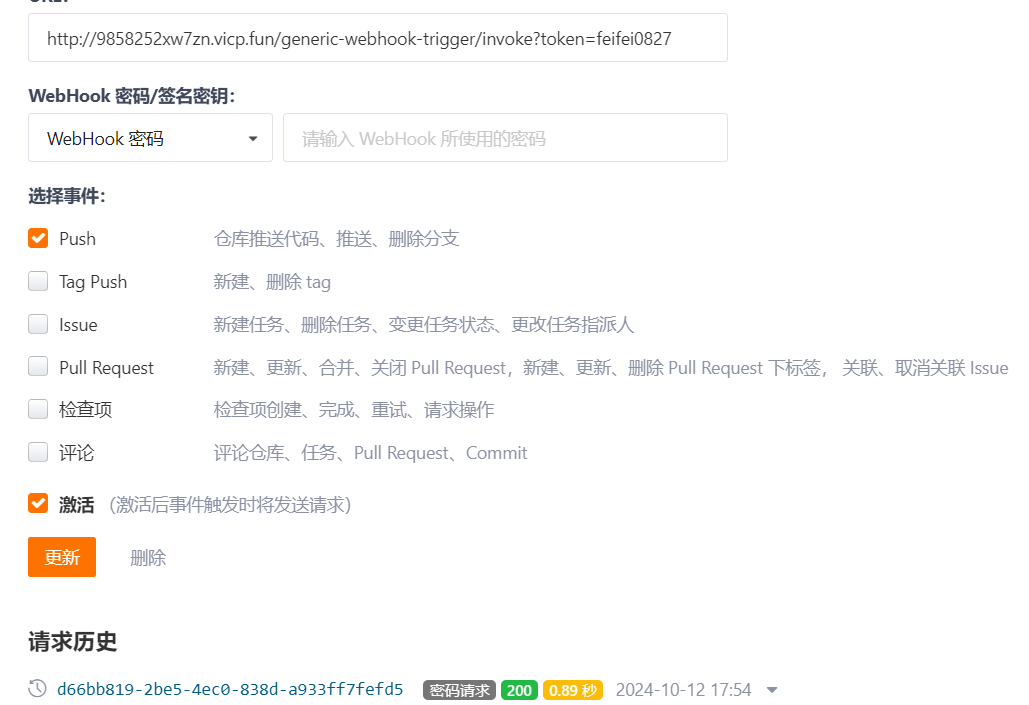 URL:
http://9858252xw7zn.vicp.fun/generic-webhook-trigger/invoke?token=feifei0827
WebHook 密码/签名密钥：
WebHook 密码 请输入 WebHook 所使用的密码
选择事件：
Push 仓库推送代码、推送、删除分支
Tag Push 新建、删除 tag
Issue 新建任务、删除任务、变更任务状态、更改任务指派人
Pull Request 新建、更新、合并、关闭 Pull Request，新建、更新、删除 Pull Request 下标签， 关联、取消关联 Issue
检查项 检查项创建、完成、重试、请求操作
评论 评论仓库、任务、Pull Request、Commit
激活 （激活后事件触发时将发送请求）
更新 删除
请求历史
d66bb819-2be5-4ec0-838d-a933ff7fefd5 密码请求 200 0.89 秒 2024-10-12 17:54